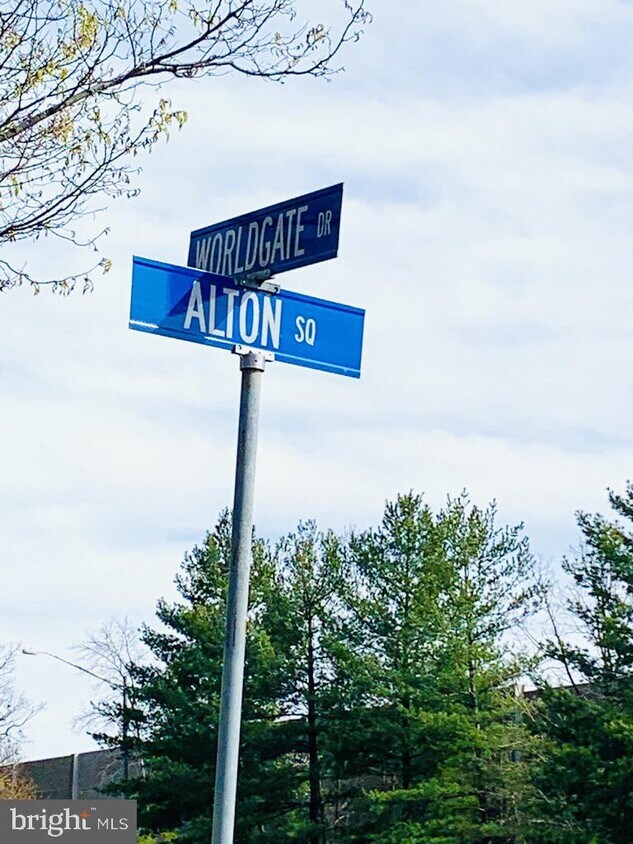 WORLDGATE DR
ALTON SQ
bright MLS